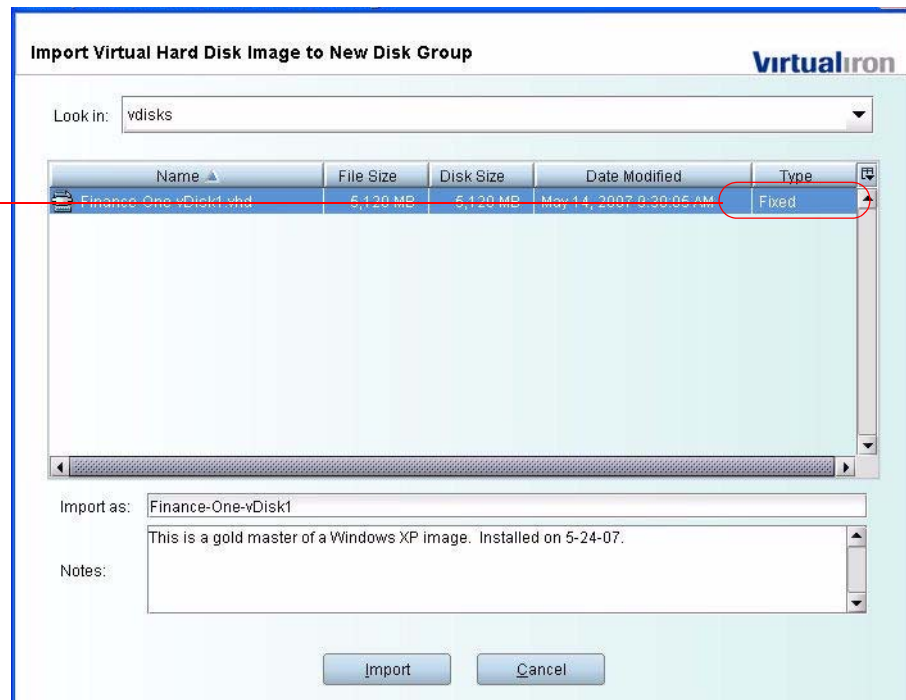 Import Virtual Hard Disk Image to New Disk Group
Virtualiron
Look in: vdisks
Name File Size Disk Size Date Modified Type
Finance-One-vDisk1.vhd 5,120 MB 5,120 MB May 14, 2007 9:30:05 AM Fixed
Import as: Finance-One-vDisk1
Notes: This is a gold master of a Windows XP image. Installed on 5-24-07.
Import Cancel